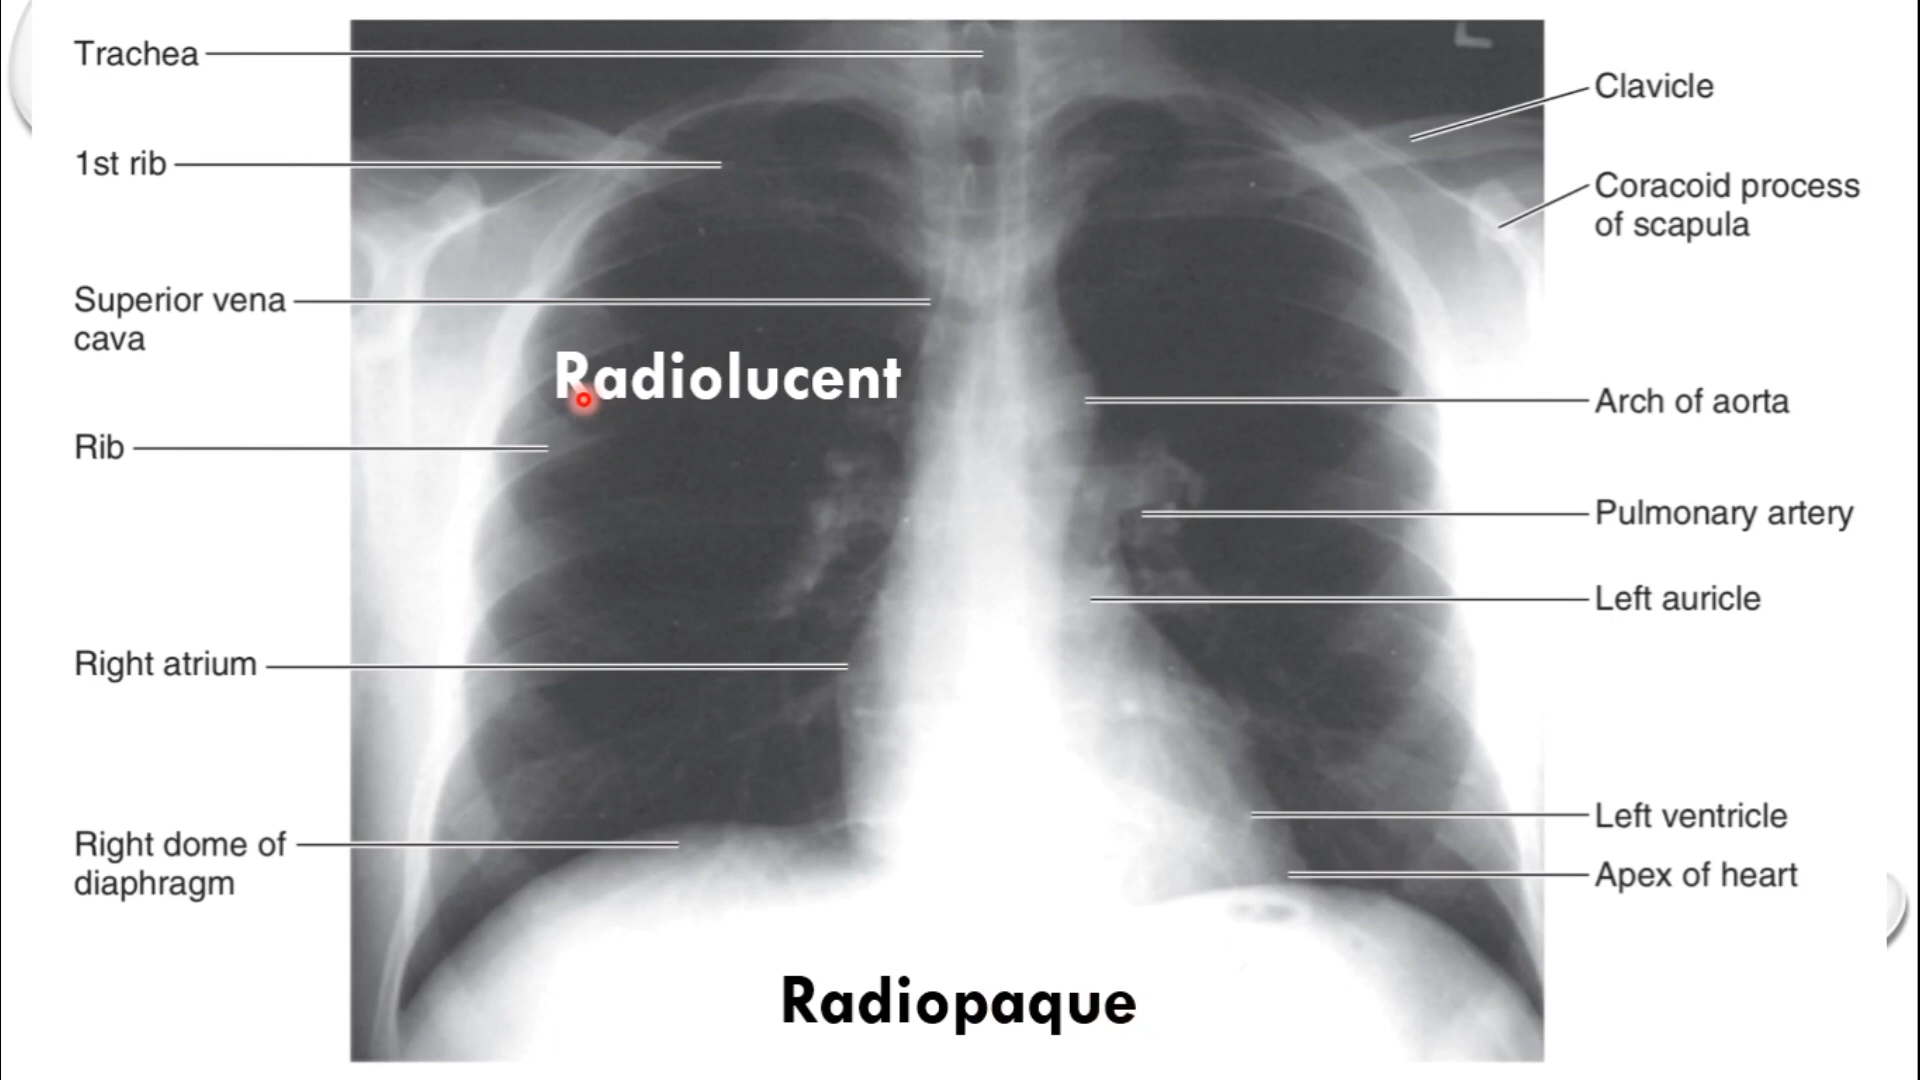 L
Trachea
Clavicle
1st rib
Coracoid process
of scapula
Superior vena
cava
Radiolucent
Arch of aorta
Rib
Pulmonary artery
Left auricle
Right atrium
Left ventricle
Right dome of
diaphragm
Apex of heart
Radiopaque